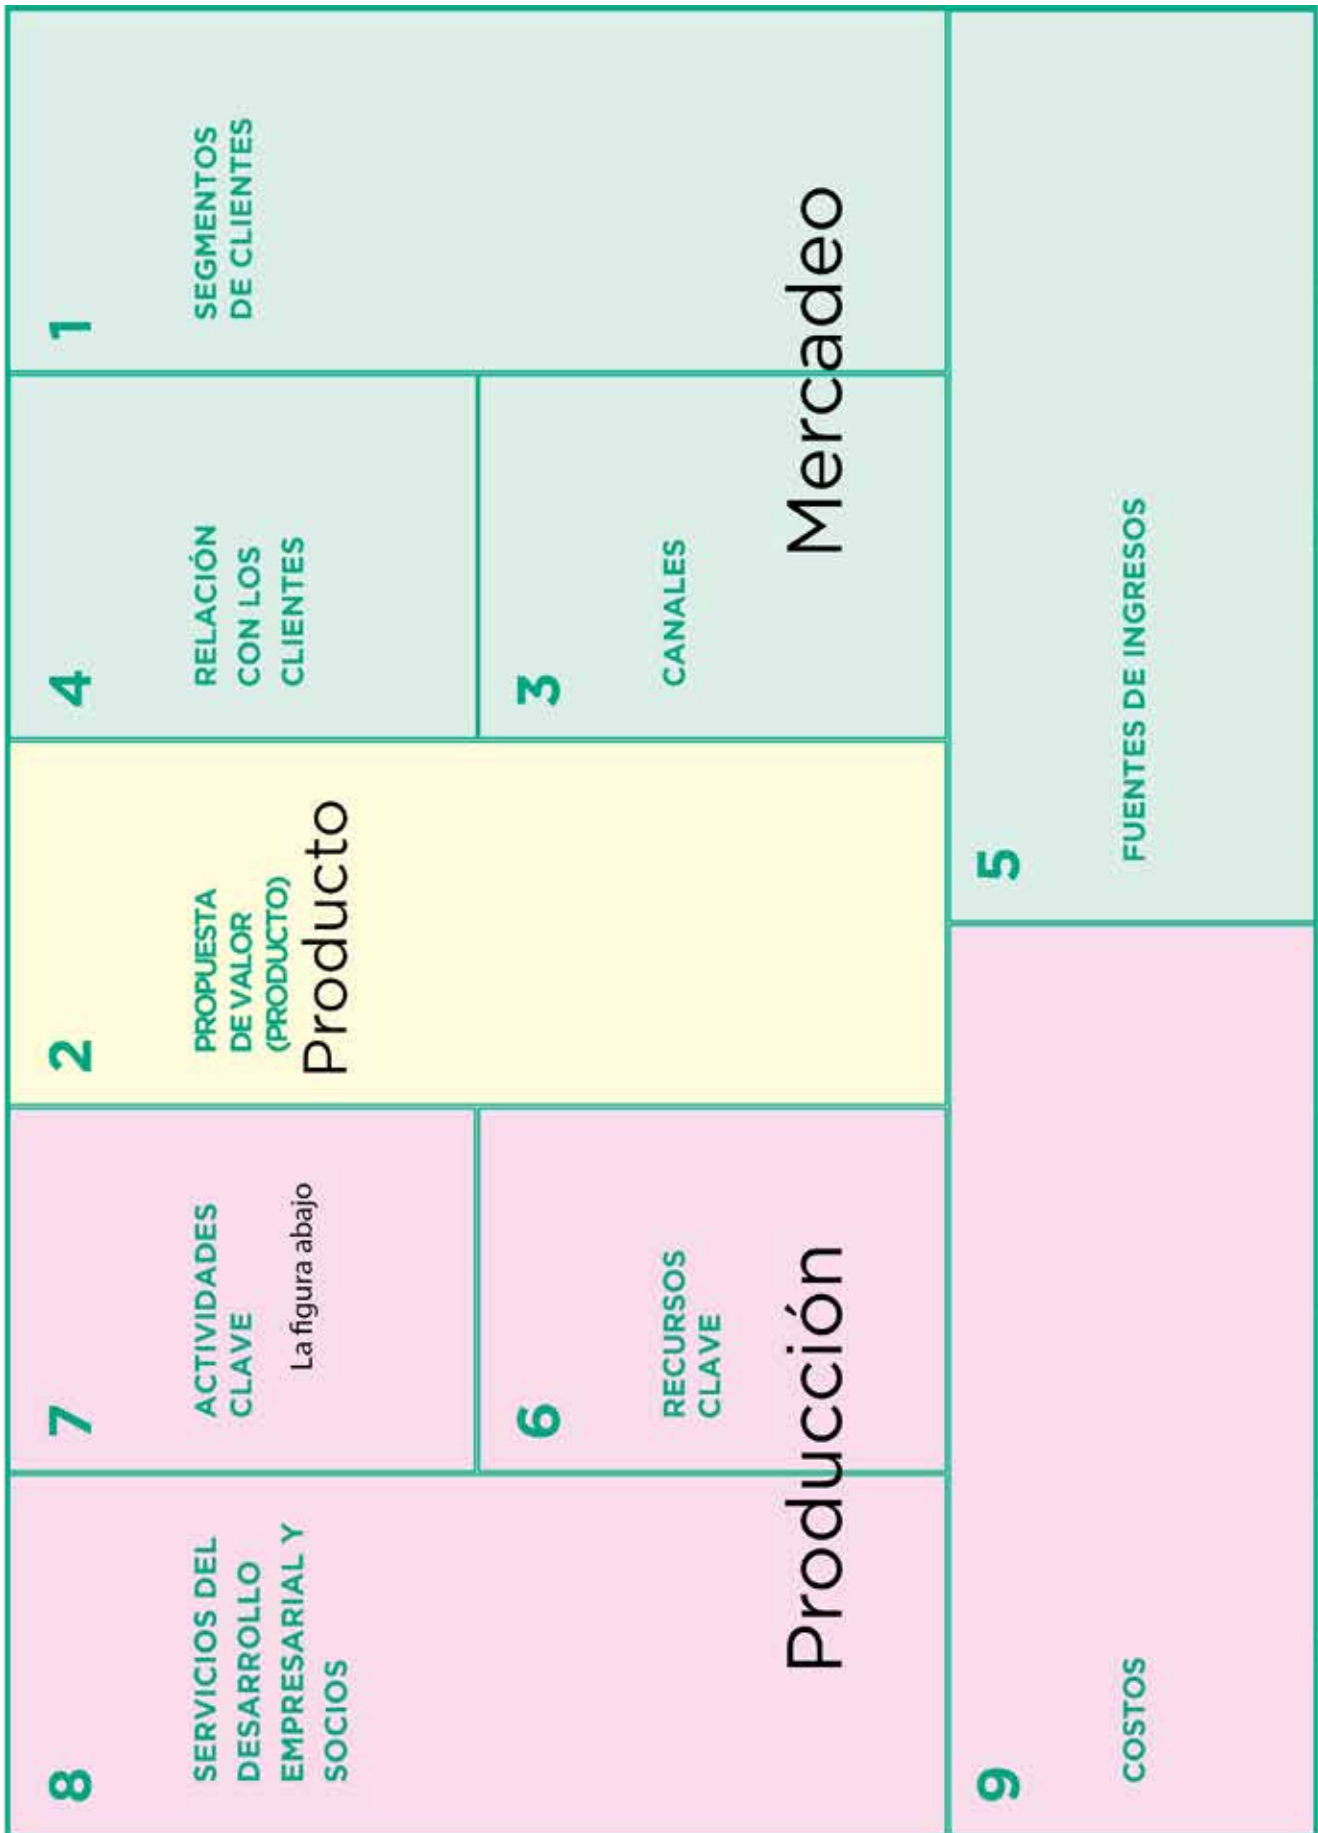 8
SERVICIOS DEL
DESARROLLO
EMPRESARIAL Y
SOCIOS
7
ACTIVIDADES
CLAVE
La figura abajo
6
RECURSOS
CLAVE
Producción
2
PROPUESTA
DE VALOR
(PRODUCTO)
Producto
4
RELACIÓN
CON LOS
CLIENTES
3
CANALES
1
SEGMENTOS
DE CLIENTES
Mercadeo
9
COSTOS
5
FUENTES DE INGRESOS